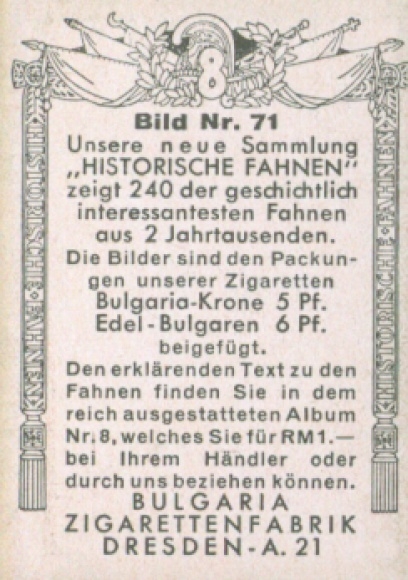 8
Bild Nr. 71
Unsere neue Sammlung
„HISTORISCHE FAHNEN"
zeigt 240 der geschichtlich
interessantesten Fahnen
aus 2 Jahrtausenden.
Die Bilder sind den Packun-
gen unserer Zigaretten
Bulgaria-Krone 5 Pf.
Edel-Bulgaren 6 Pf.
beigefügt.
Den erklärenden Text zu den
Fahnen finden Sie in dem
reich ausgestatteten Album
Nr. 8, welches Sie für RM 1.—
bei Ihrem Händler oder
durch uns beziehen können.
BULGARIA
ZIGARETTENFABRIK
DRESDEN-A. 21
HISTORISCHE·FAHNEN
HISTORISCHE·FAHNEN